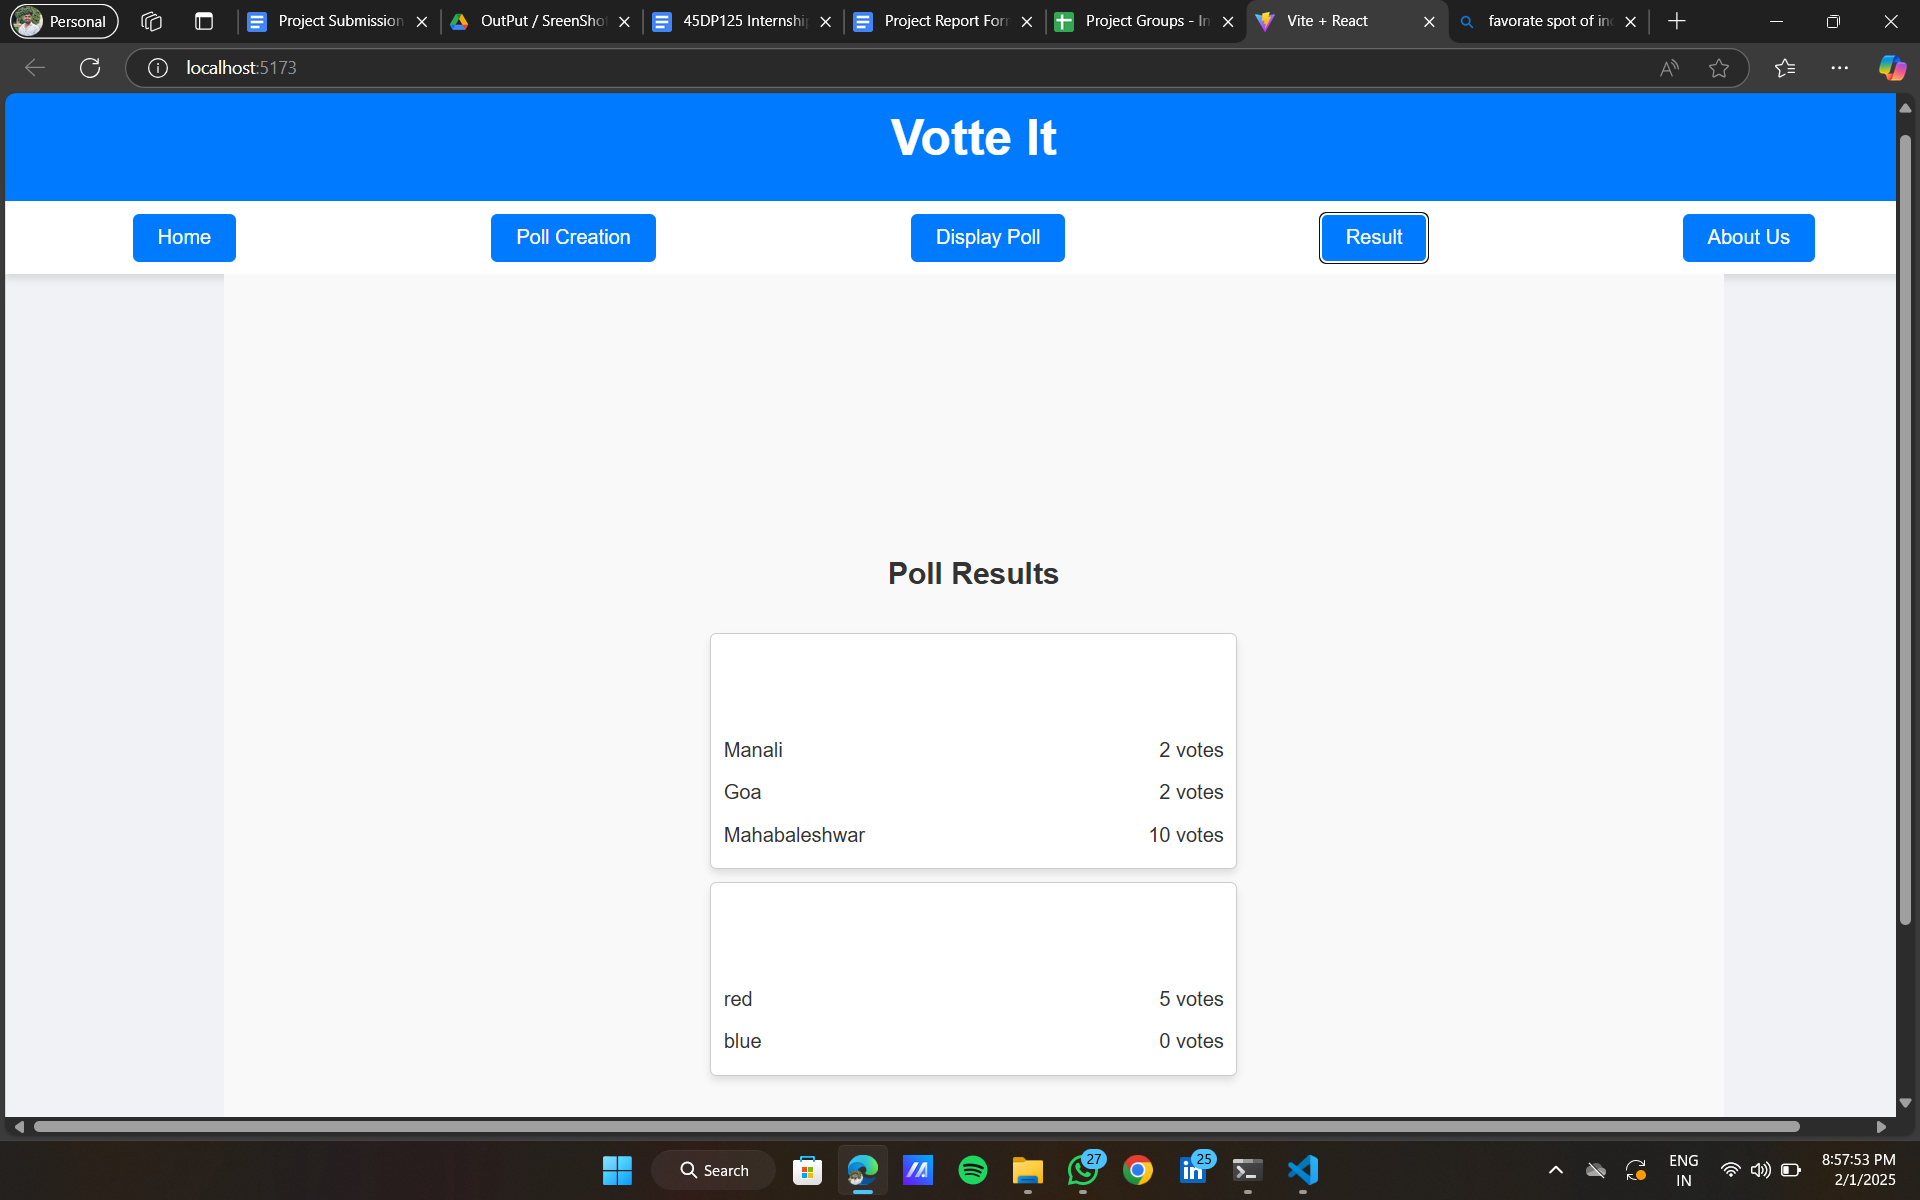 Personal
Project Submission
OutPut / SreenSho
45DP125 Internshi
Project Report For
Project Groups - In
Vite + React
favorate spot of in
localhost:5173
Votte It
Home
Poll Creation
Display Poll
Result
About Us
Poll Results
Manali 2 votes
Goa 2 votes
Mahabaleshwar 10 votes
red 5 votes
blue 0 votes
Search
27
25
ENG
IN
8:57:53 PM
2/1/2025